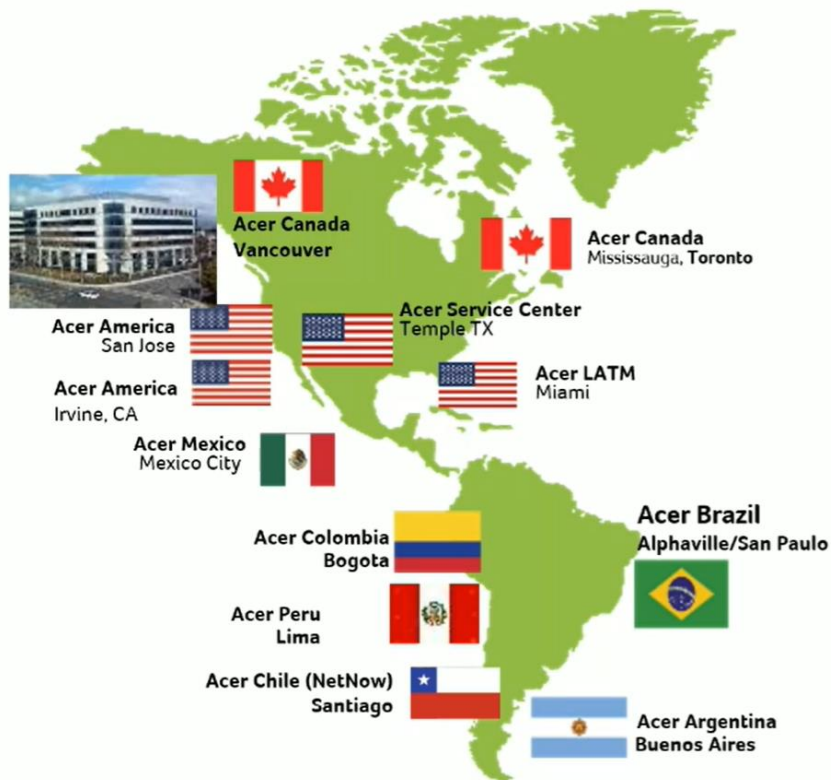 Acer Canada
Vancouver
Acer Canada
Mississauga, Toronto
Acer America
San Jose
Acer Service Center
Temple TX
Acer America
Irvine, CA
Acer LATM
Miami
Acer Mexico
Mexico City
Acer Colombia
Bogota
Acer Brazil
Alphaville/San Paulo
Acer Peru
Lima
Acer Chile (NetNow)
Santiago
Acer Argentina
Buenos Aires